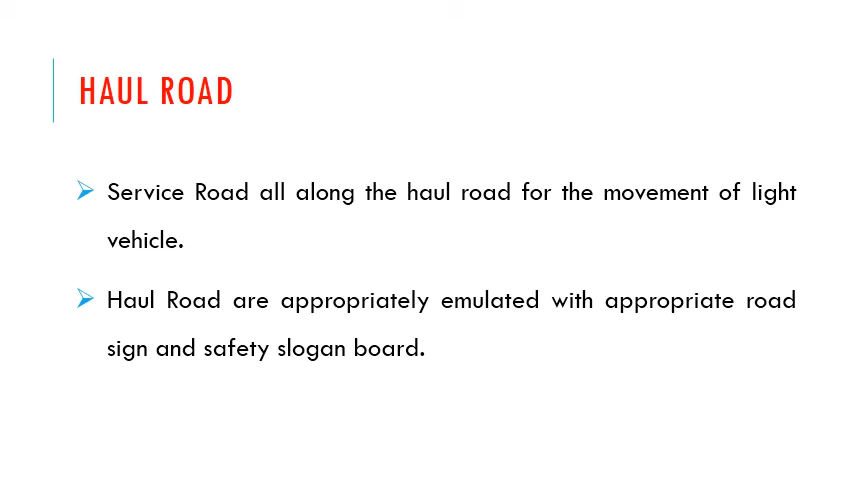 HAUL ROAD
Service Road all along the haul road for the movement of light
vehicle.
Haul Road are appropriately emulated with appropriate road
sign and safety slogan board.